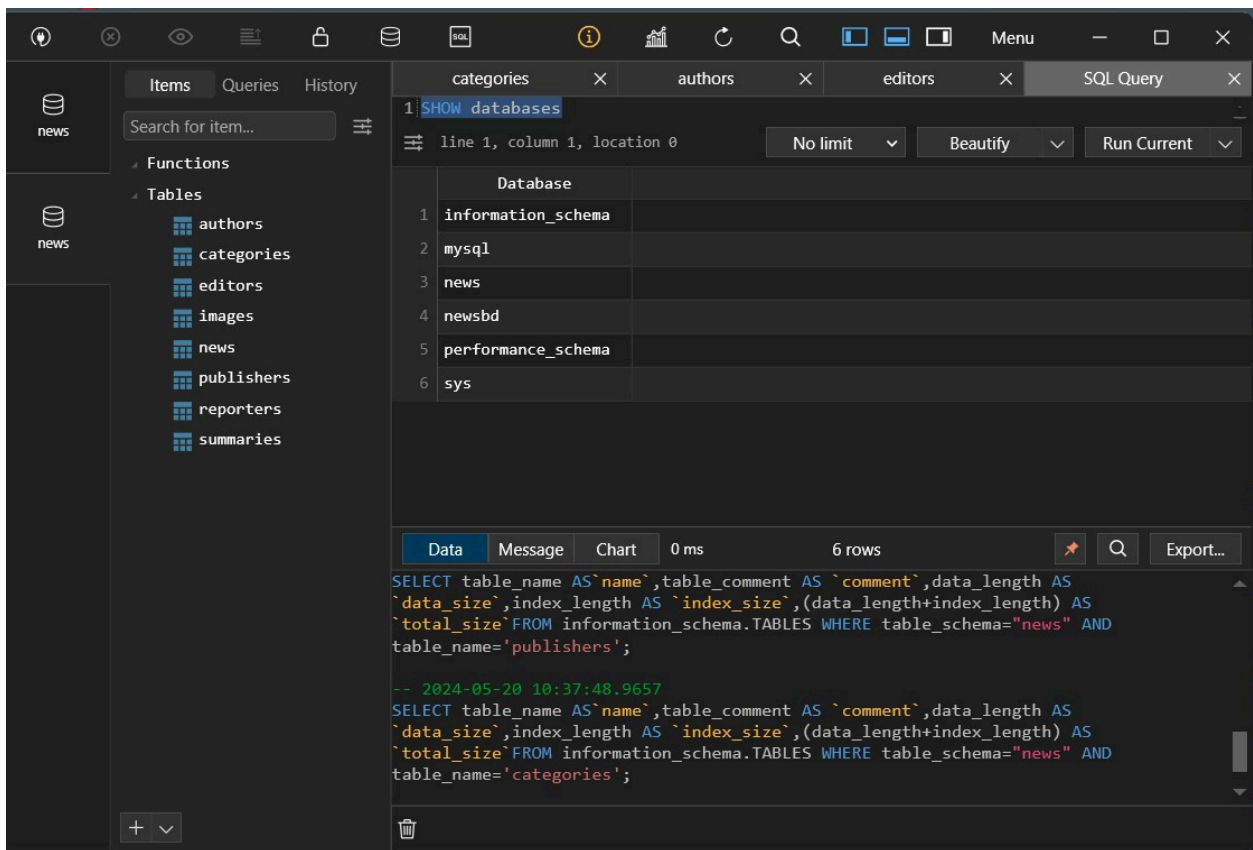 SQL
Menu
news
news
Items Queries History
Search for item...
Functions
Tables
authors
categories
editors
images
news
publishers
reporters
summaries
categories authors editors SQL Query
1 SHOW databases
line 1, column 1, location 0 No limit Beautify Run Current
Database
1 information_schema
2 mysql
3 news
4 newsbd
5 performance_schema
6 sys
Data Message Chart 0 ms 6 rows Export...
SELECT table_name AS`name`,table_comment AS `comment`,data_length AS
`data_size`,index_length AS `index_size`,(data_length+index_length) AS
`total_size`FROM information_schema.TABLES WHERE table_schema="news" AND
table_name='publishers';
-- 2024-05-20 10:37:48.9657
SELECT table_name AS`name`,table_comment AS `comment`,data_length AS
`data_size`,index_length AS `index_size`,(data_length+index_length) AS
`total_size`FROM information_schema.TABLES WHERE table_schema="news" AND
table_name='categories';